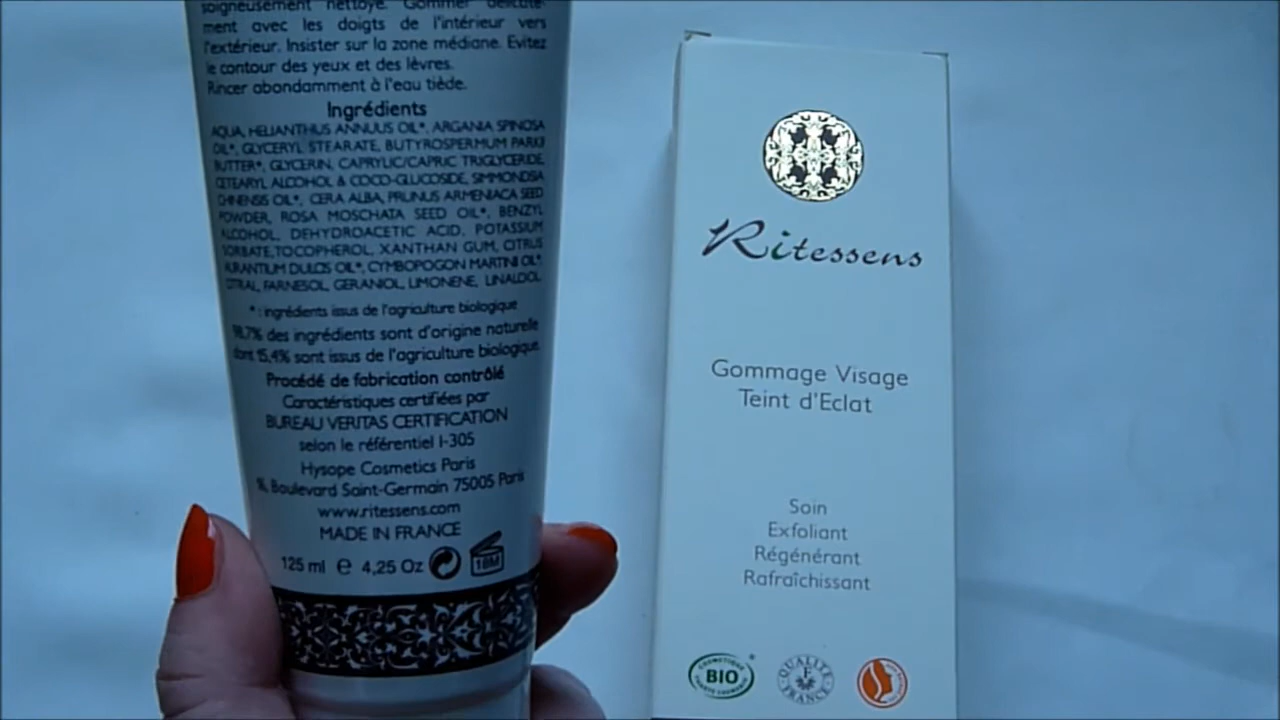 soigneusement nettoyé. Gommer délicate-
ment avec les doigts de l'intérieur vers
l'extérieur. Insister sur la zone médiane. Evitez
le contour des yeux et des lèvres.
Rincer abondamment à l'eau tiède.
Ingrédients
AQUA, HELIANTHUS ANNUUS OIL*, ARGANIA SPINOSA
OIL*, GLYCERYL STEARATE, BUTYROSPERMUM PARKII
BUTTER*, GLYCERIN, CAPRYLIC/CAPRIC TRIGLYCERIDE,
CETEARYL ALCOHOL & COCO-GLUCOSIDE, SIMMONDSIA
CHINENSIS OIL*, CERA ALBA, PRUNUS ARMENIACA SEED
POWDER, ROSA MOSCHATA SEED OIL*, BENZYL
ALCOHOL, DEHYDROACETIC ACID, POTASSIUM
SORBATE, TOCOPHEROL, XANTHAN GUM, CITRUS
AURANTIUM DULCIS OIL*, CYMBOPOGON MARTINI OIL*,
CITRAL, FARNESOL, GERANIOL, LIMONENE, LINALOOL.
* : ingrédients issus de l'agriculture biologique
98,7% des ingrédients sont d'origine naturelle
dont 15,4% sont issus de l'agriculture biologique.
Procédé de fabrication contrôlé
Caractéristiques certifiées par
BUREAU VERITAS CERTIFICATION
selon le référentiel I-305
Hysope Cosmetics Paris
Boulevard Saint-Germain 75005 Paris
www.ritessens.com
MADE IN FRANCE
125 ml e 4,25 Oz
18M
Ritessens
Gommage Visage
Teint d'Eclat
Soin
Exfoliant
Régénérant
Rafraîchissant
COSMETIQUE
BIO
QUALITE
F
FRANCE